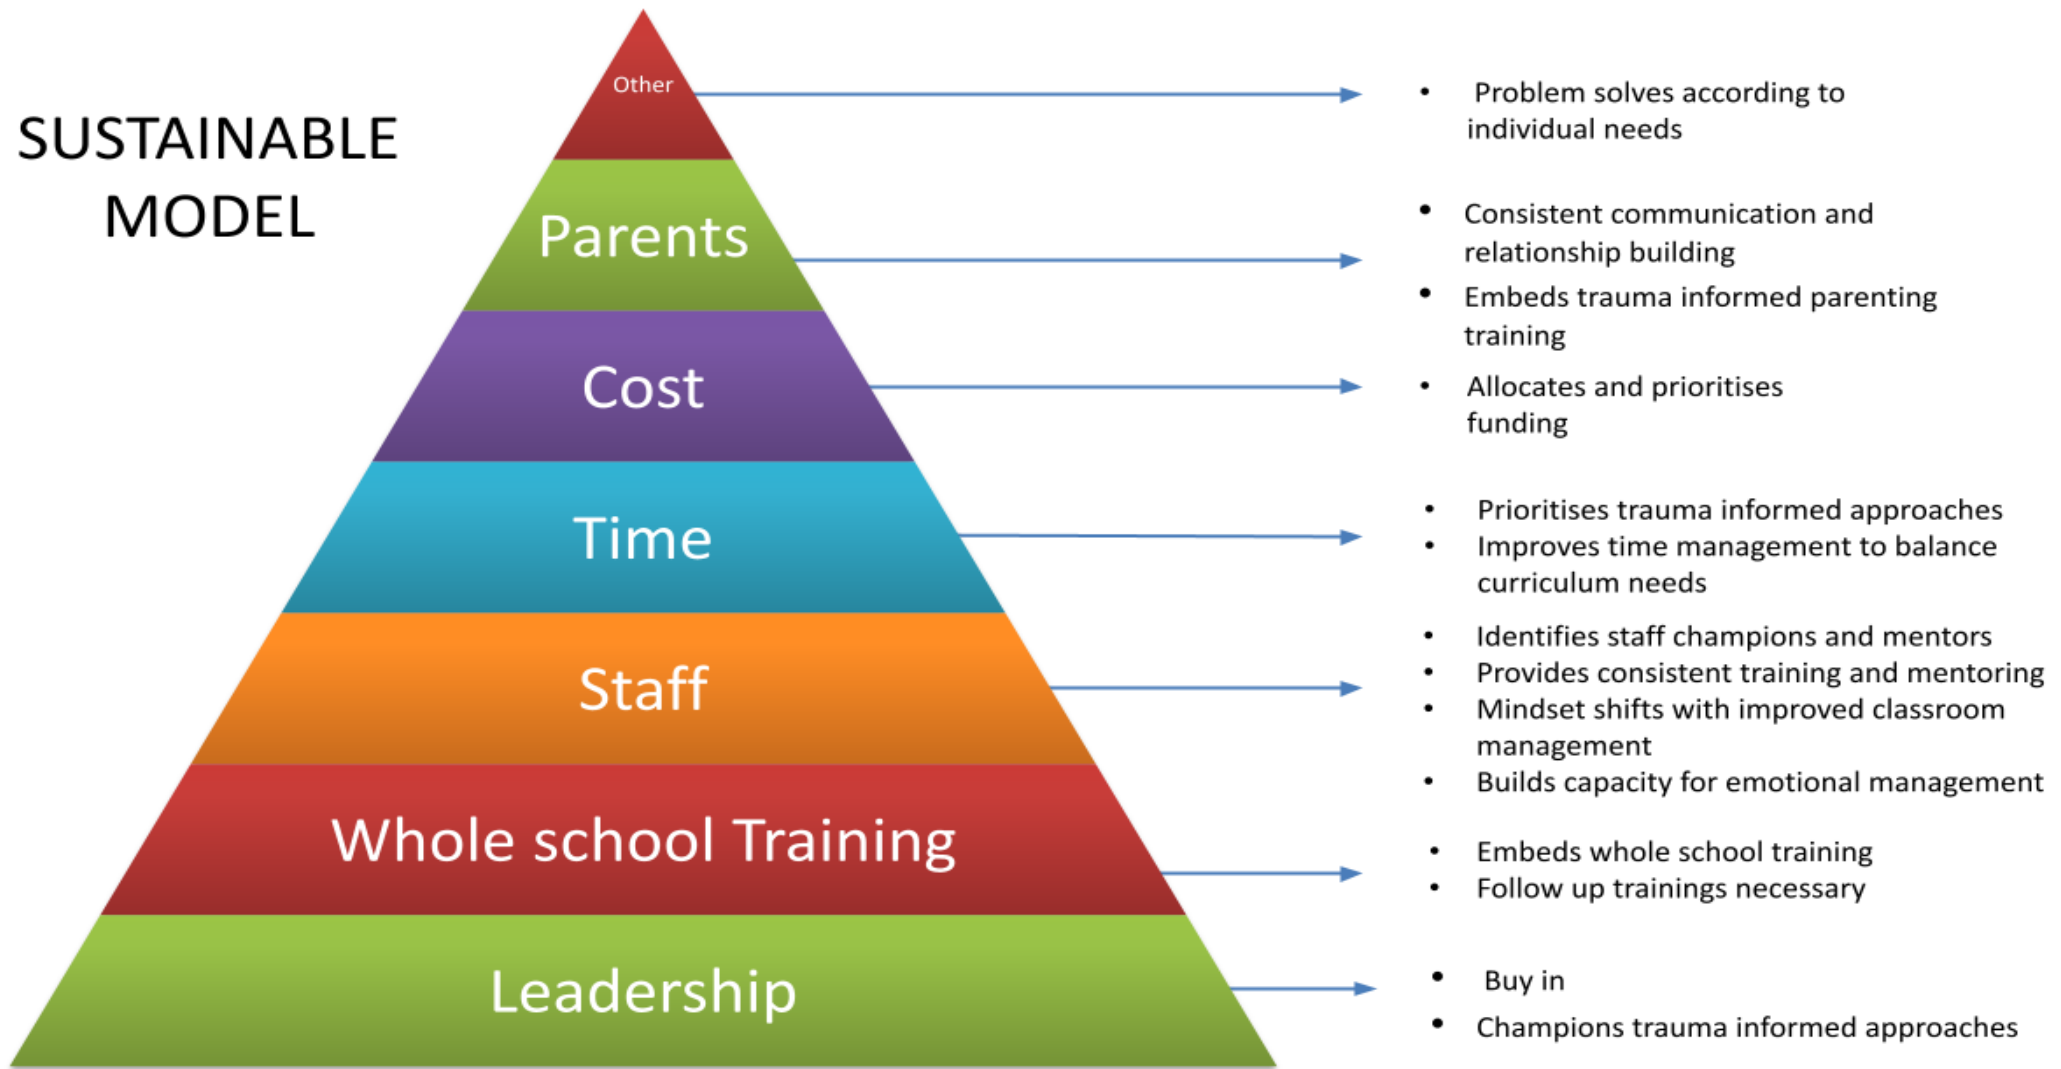 SUSTAINABLE
MODEL
Other
• Problem solves according to
individual needs
Parents
• Consistent communication and
relationship building
• Embeds trauma informed parenting
training
Cost
• Allocates and prioritises
funding
Time
• Prioritises trauma informed approaches
• Improves time management to balance
curriculum needs
Staff
• Identifies staff champions and mentors
• Provides consistent training and mentoring
• Mindset shifts with improved classroom
management
• Builds capacity for emotional management
Whole school Training
• Embeds whole school training
• Follow up trainings necessary
Leadership
• Buy in
• Champions trauma informed approaches